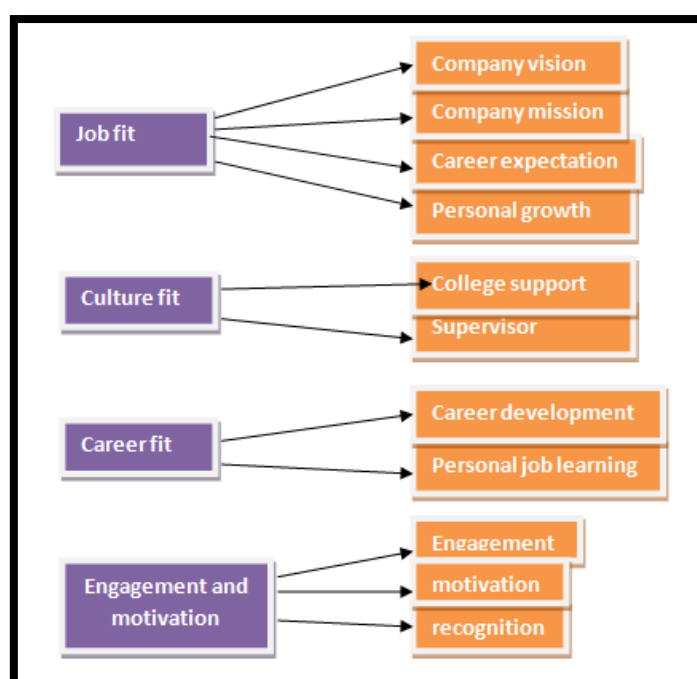 Job fit
Company vision
Company mission
Career expectation
Personal growth
Culture fit
College support
Supervisor
Career fit
Career development
Personal job learning
Engagement and
motivation
Engagement
motivation
recognition